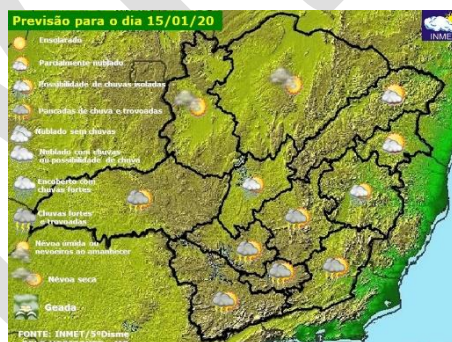 Previsão para o dia 15/01/20
INMET
Ensolarado
Parcialmente nublado
Possibilidade de chuvas isoladas
Pancadas de chuva e trovoadas
Nublado sem chuvas
Nublado com chuvas
ou possibilidade de chuva
Encoberto com
chuvas fortes
Chuvas fortes
e trovoadas
Névoa úmida ou
nevoeiros ao amanhecer
Névoa seca
Geada
FONTE: INMET/5ºDisme